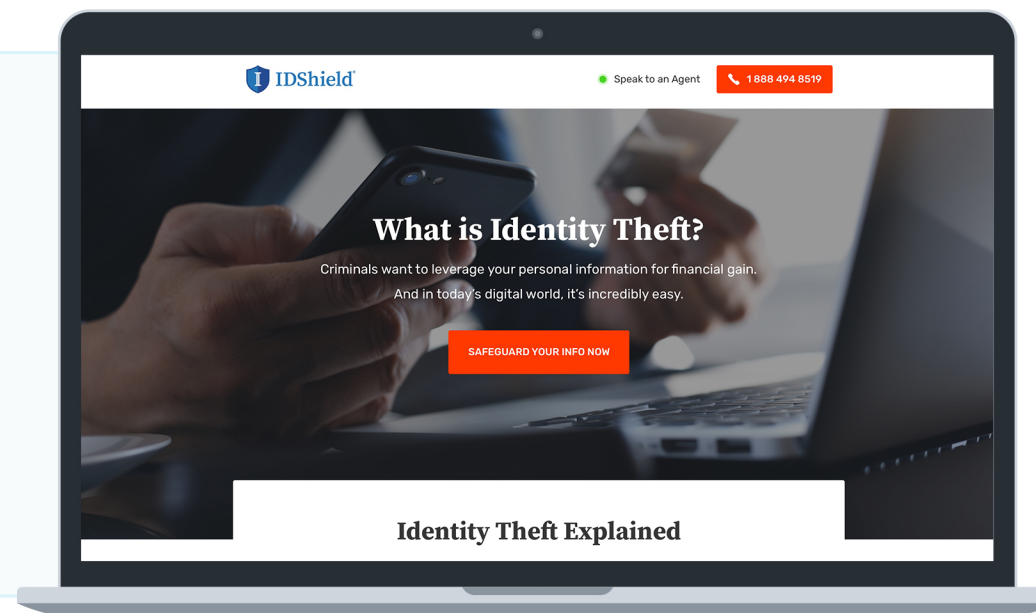 IDShield®
Speak to an Agent
1 888 494 8519
What is Identity Theft?
Criminals want to leverage your personal information for financial gain.
And in today's digital world, it's incredibly easy.
SAFEGUARD YOUR INFO NOW
Identity Theft Explained